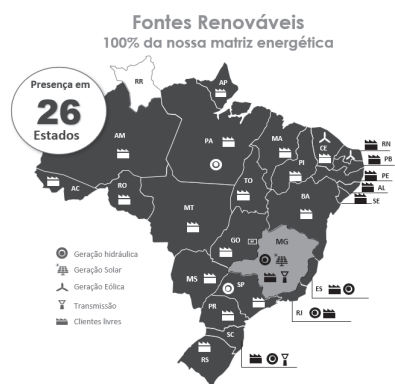 Fontes Renováveis
100% da nossa matriz energética
Presença em
26
Estados
RR
AP
AM
PA
MA
CE
RN
PB
PI
PE
AL
SE
AC
RO
TO
BA
MT
GO
MG
Geração hidráulica
Geração Solar
Geração Eólica
Transmissão
Clientes livres
MS
SP
ES
RJ
PR
SC
RS